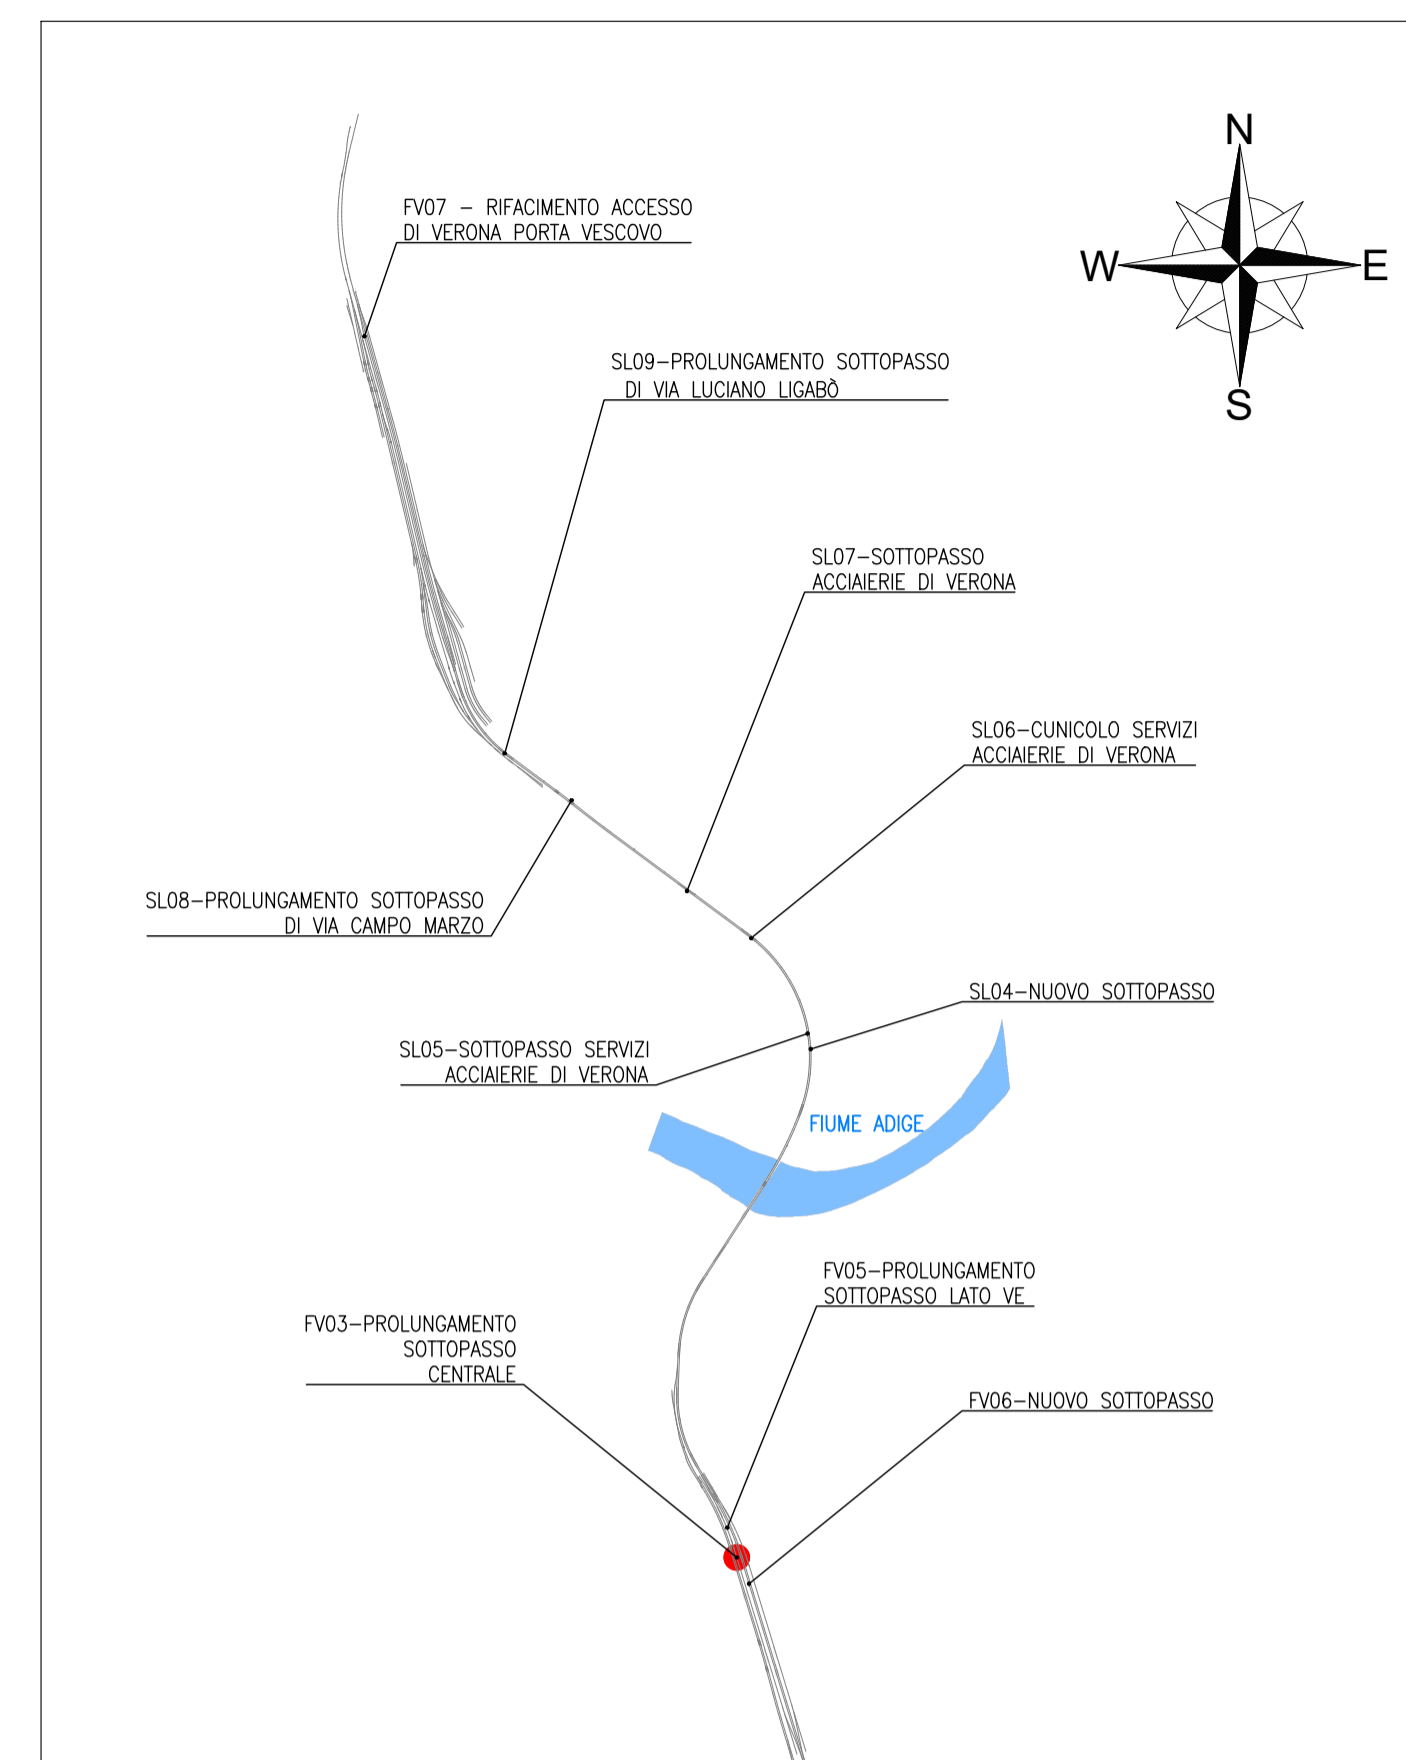 N
FV07 – RIFACIMENTO ACCESSO
DI VERONA PORTA VESCOVO
W
E
SL09–PROLUNGAMENTO SOTTOPASSO
DI VIA LUCIANO LIGABÒ
S
SL07–SOTTOPASSO
ACCIAIERIE DI VERONA
SL06–CUNICOLO SERVIZI
ACCIAIERIE DI VERONA
SL08–PROLUNGAMENTO SOTTOPASSO
DI VIA CAMPO MARZO
SL04–NUOVO SOTTOPASSO
SL05–SOTTOPASSO SERVIZI
ACCIAIERIE DI VERONA
FIUME ADIGE
FV05–PROLUNGAMENTO
SOTTOPASSO LATO VE
FV03–PROLUNGAMENTO
SOTTOPASSO
CENTRALE
FV06–NUOVO SOTTOPASSO